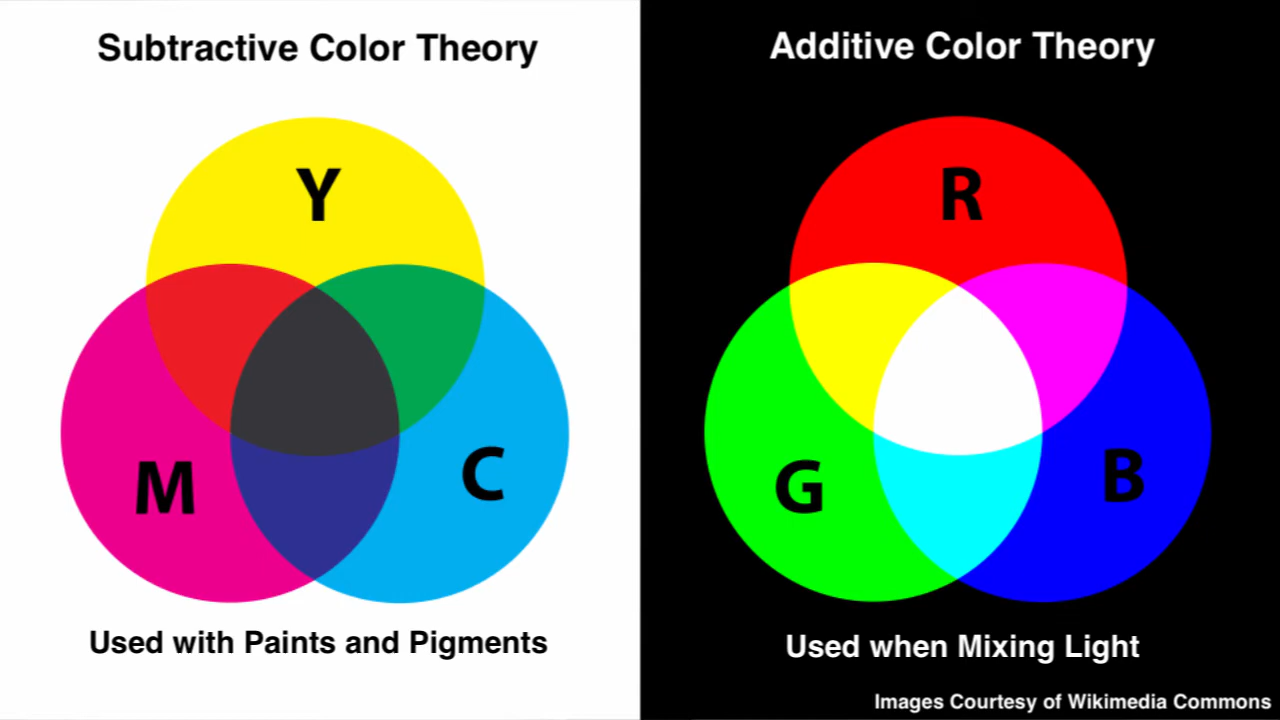 Subtractive Color Theory
Y
M
C
Used with Paints and Pigments
Additive Color Theory
R
G
B
Used when Mixing Light
Images Courtesy of Wikimedia Commons